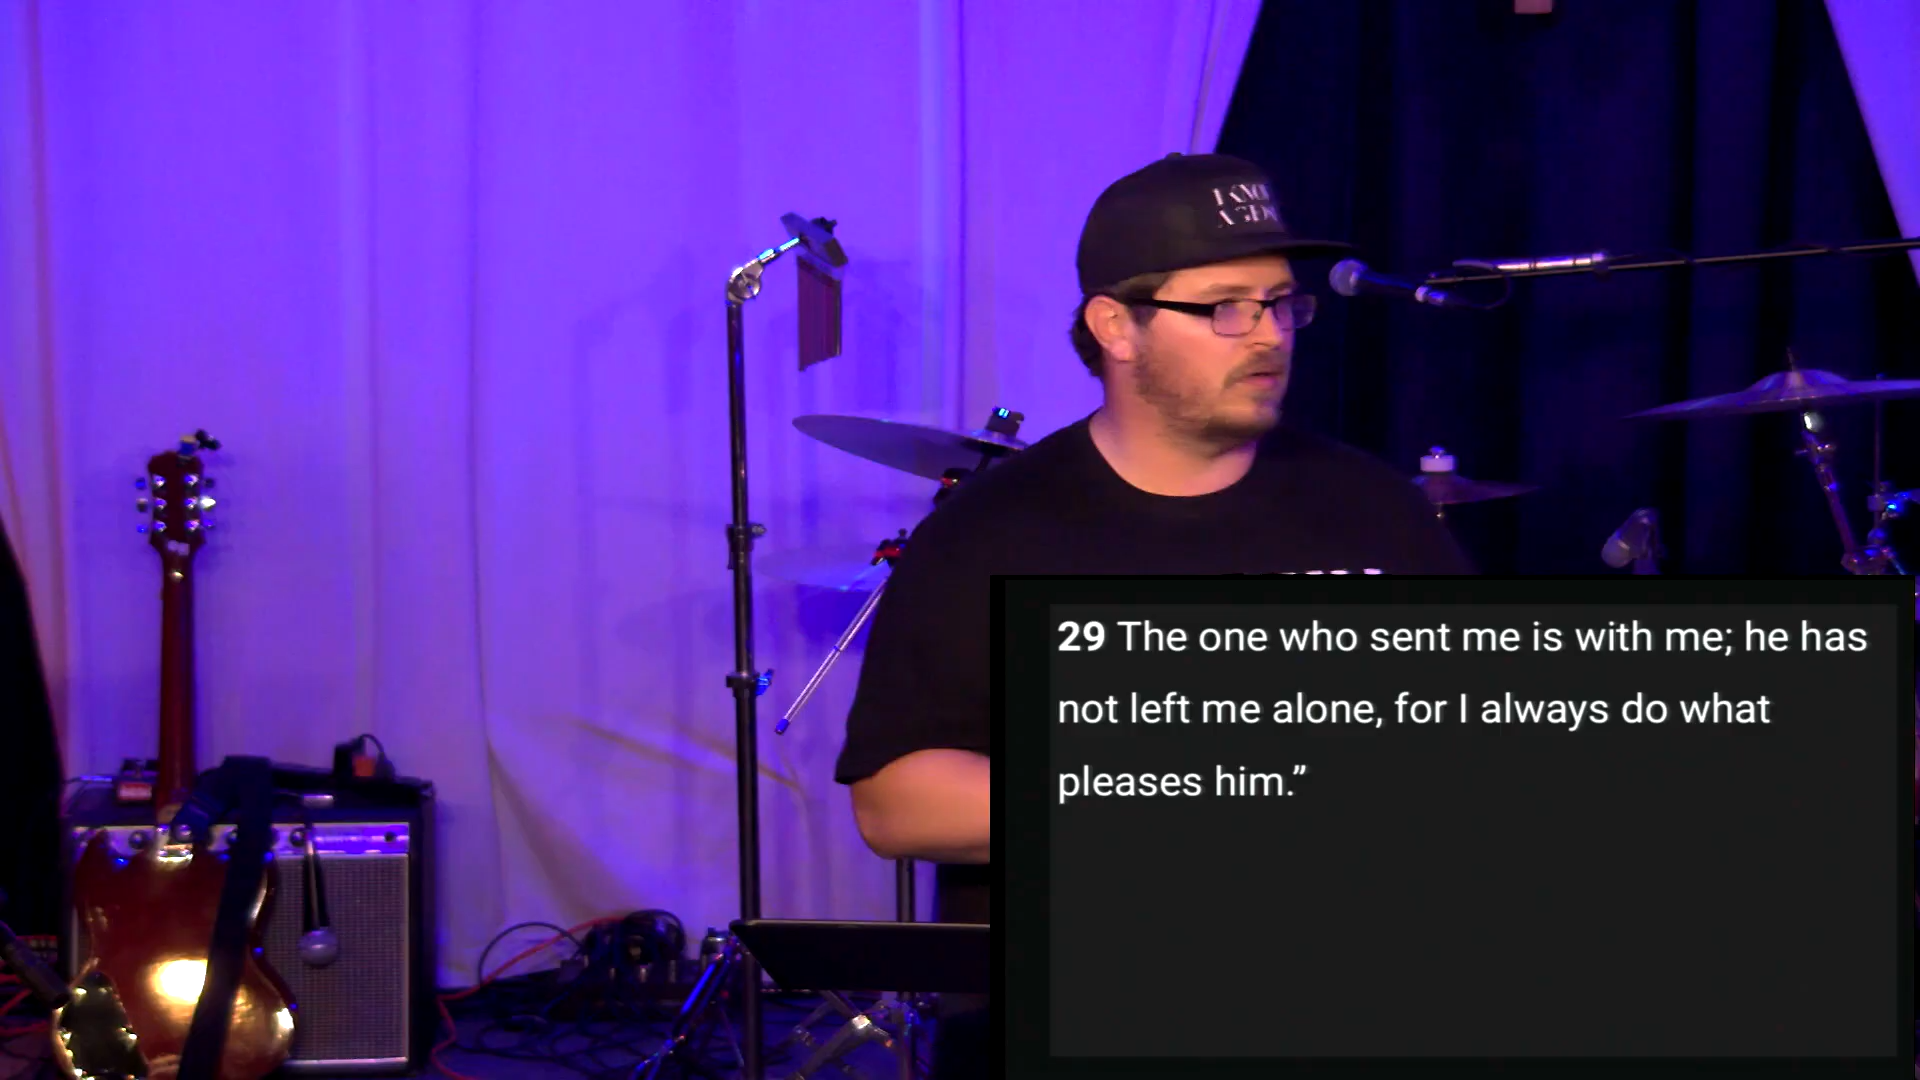 29 The one who sent me is with me; he has
not left me alone, for I always do what
pleases him.”